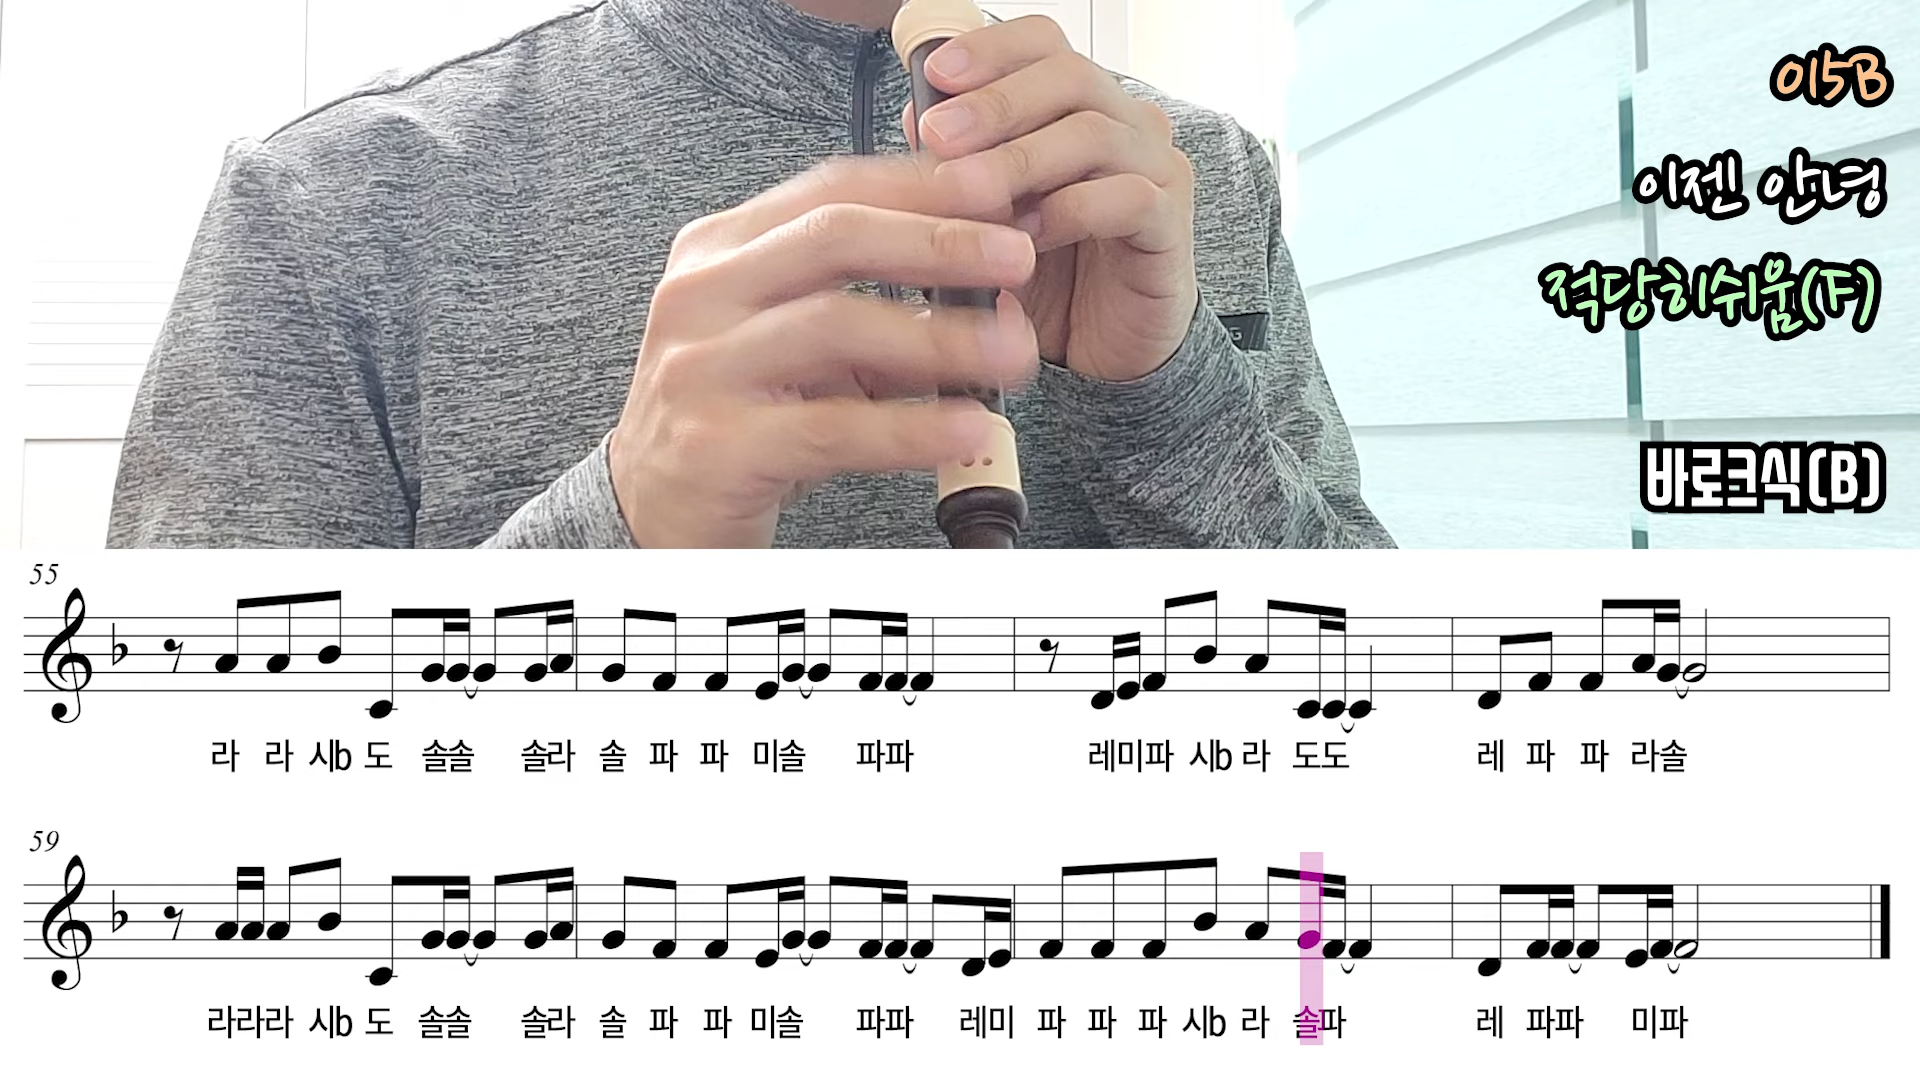 015B
이젠 안녕
적당히쉬움(F)
바로크식(B)
55
라 라 시b 도 솔솔 솔라 솔 파 파 미솔 파파 레미파 시b 라 도도 레 파 파 라솔
59
라라라 시b 도 솔솔 솔라 솔 파 파 미솔 파파 레미 파 파 파 시b 라 솔파 레 파파 미파